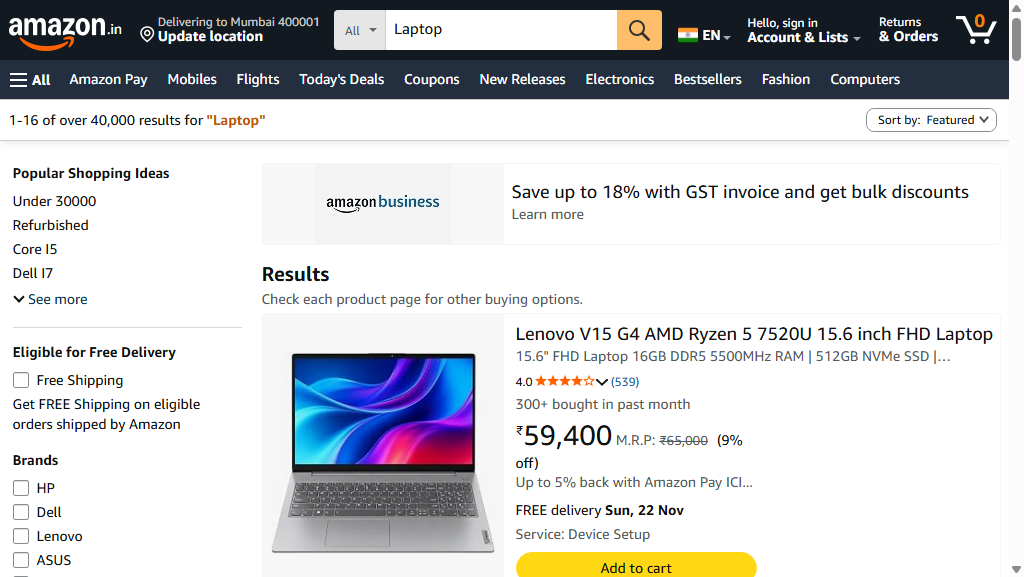 amazon.in
Delivering to Mumbai 400001
Update location
All
Laptop
EN
Hello, sign in
Account & Lists
Returns
& Orders
0
All
Amazon Pay
Mobiles
Flights
Today's Deals
Coupons
New Releases
Electronics
Bestsellers
Fashion
Computers
1-16 of over 40,000 results for "Laptop"
Sort by: Featured
Popular Shopping Ideas
Under 30000
Refurbished
Core I5
Dell I7
See more
Eligible for Free Delivery
Free Shipping
Get FREE Shipping on eligible
orders shipped by Amazon
Brands
HP
Dell
Lenovo
ASUS
amazon business
Save up to 18% with GST invoice and get bulk discounts
Learn more
Results
Check each product page for other buying options.
Lenovo V15 G4 AMD Ryzen 5 7520U 15.6 inch FHD Laptop
15.6" FHD Laptop 16GB DDR5 5500MHz RAM | 512GB NVMe SSD |...
4.0 (539)
300+ bought in past month
₹59,400 M.R.P: ₹65,000 (9%
off)
Up to 5% back with Amazon Pay ICI...
FREE delivery Sun, 22 Nov
Service: Device Setup
Add to cart